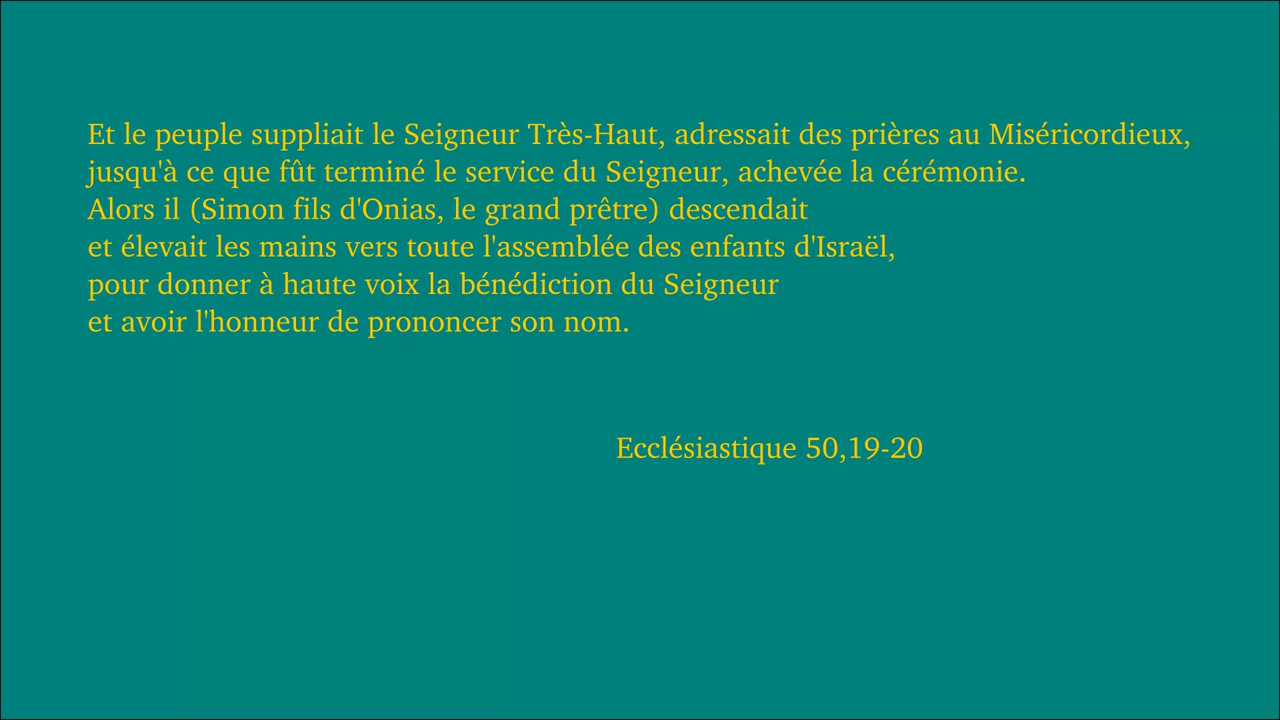 Et le peuple suppliait le Seigneur Très-Haut, adressait des prières au Miséricordieux,
jusqu'à ce que fût terminé le service du Seigneur, achevée la cérémonie.
Alors il (Simon fils d'Onias, le grand prêtre) descendait
et élevait les mains vers toute l'assemblée des enfants d'Israël,
pour donner à haute voix la bénédiction du Seigneur
et avoir l'honneur de prononcer son nom.
Ecclésiastique 50,19-20